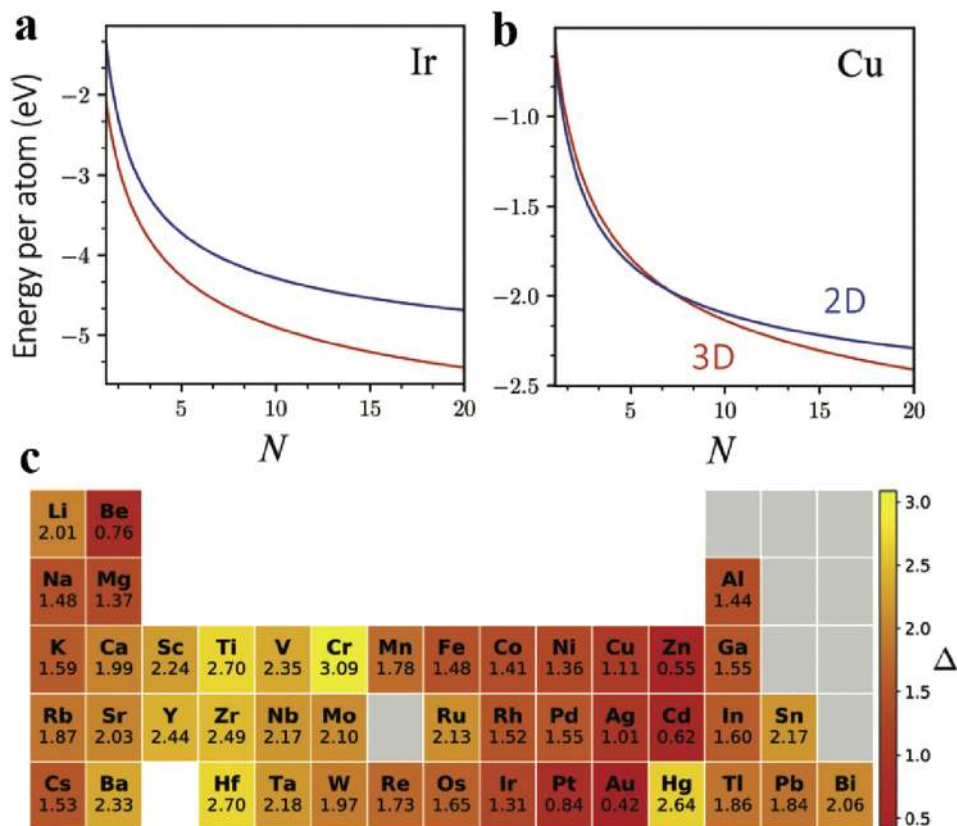 a
b
Ir
Cu
Energy per atom (eV)
−2
−3
−4
−5
5
10
15
20
N
−1.0
−1.5
−2.0
−2.5
2D
3D
5
10
15
20
N
c
Li Be
2.01 0.76
Na Mg Al
1.48 1.37 1.44
K Ca Sc Ti V Cr Mn Fe Co Ni Cu Zn Ga
1.59 1.99 2.24 2.70 2.35 3.09 1.78 1.48 1.41 1.36 1.11 0.55 1.55
Rb Sr Y Zr Nb Mo Ru Rh Pd Ag Cd In Sn
1.87 2.03 2.44 2.49 2.17 2.10 2.13 1.52 1.55 1.01 0.62 1.60 2.17
Cs Ba Hf Ta W Re Os Ir Pt Au Hg Tl Pb Bi
1.53 2.33 2.70 2.18 1.97 1.73 1.65 1.31 0.84 0.42 2.64 1.86 1.84 2.06
3.0
2.5
2.0
1.5
1.0
0.5
Δ